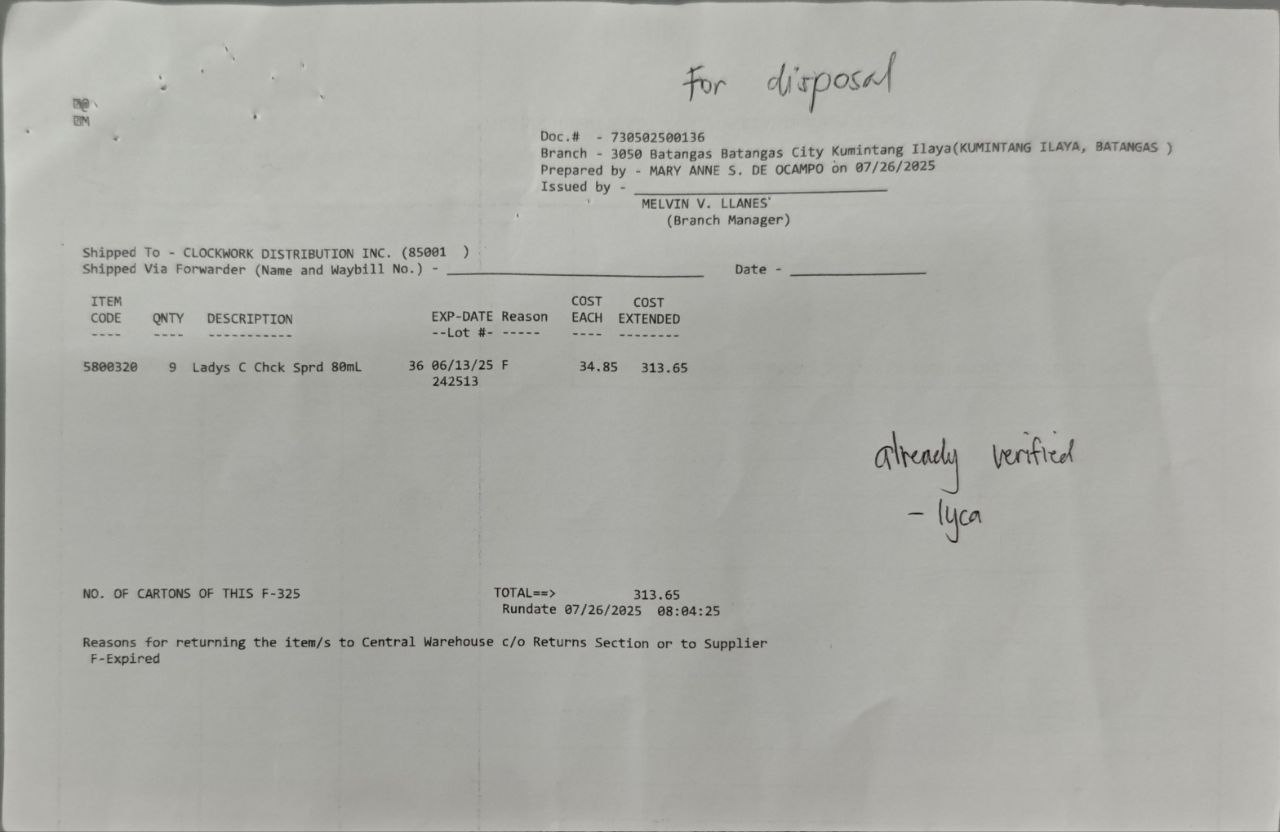 For disposal
Doc.# - 730502500136
Branch - 3050 Batangas Batangas City Kumintang Ilaya(KUMINTANG ILAYA, BATANGAS )
Prepared by - MARY ANNE S. DE OCAMPO on 07/26/2025
Issued by - ____________________
MELVIN V. LLANES
(Branch Manager)
Shipped To - CLOCKWORK DISTRIBUTION INC. (85001 )
Shipped Via Forwarder (Name and Waybill No.) - ____________________ Date - ____________________
ITEM COST COST
CODE QNTY DESCRIPTION EXP-DATE Reason EACH EXTENDED
---- ---- ----------- --Lot #- ----- ---- --------
5800320 9 Ladys C Chck Sprd 80mL 36 06/13/25 F 34.85 313.65
242513
already verified
- lyca
NO. OF CARTONS OF THIS F-325 TOTAL==> 313.65
Rundate 07/26/2025 08:04:25
Reasons for returning the item/s to Central Warehouse c/o Returns Section or to Supplier
F-Expired